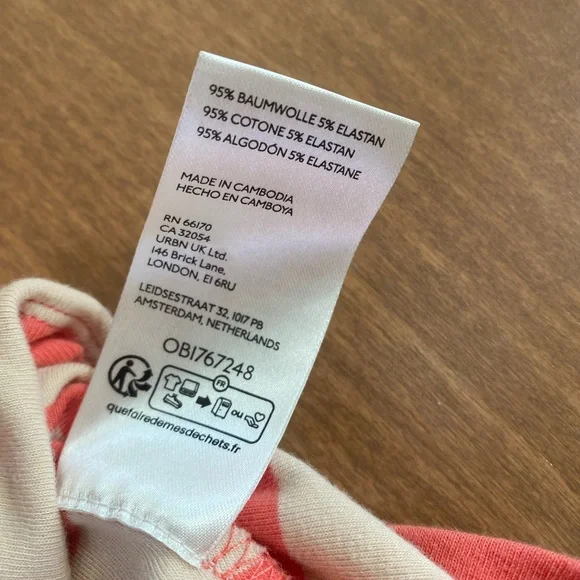 95% BAUMWOLLE 5% ELASTAN
95% COTONE 5% ELASTAN
95% ALGODÓN 5% ELASTANE
MADE IN CAMBODIA
HECHO EN CAMBOYA
RN 66170
CA 32054
URBN UK Ltd.
146 Brick Lane,
LONDON, E1 6RU
LEIDSESTRAAT 32, 1017 PB
AMSTERDAM, NETHERLANDS
OB1767248
FR
OU
quefairedemesdechets.fr